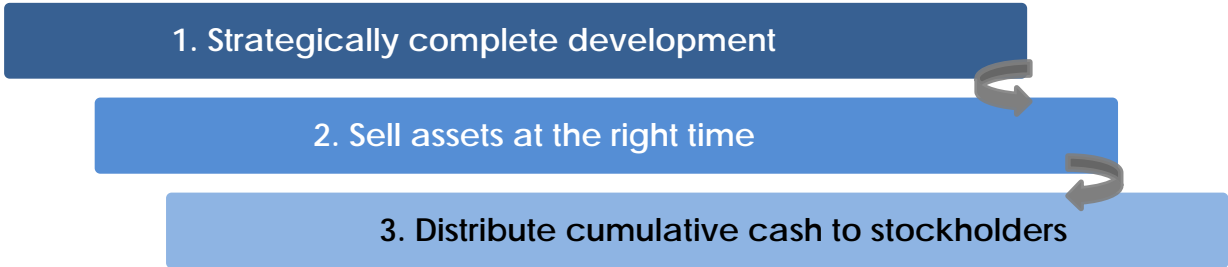 1. Strategically complete development
2. Sell assets at the right time
3. Distribute cumulative cash to stockholders